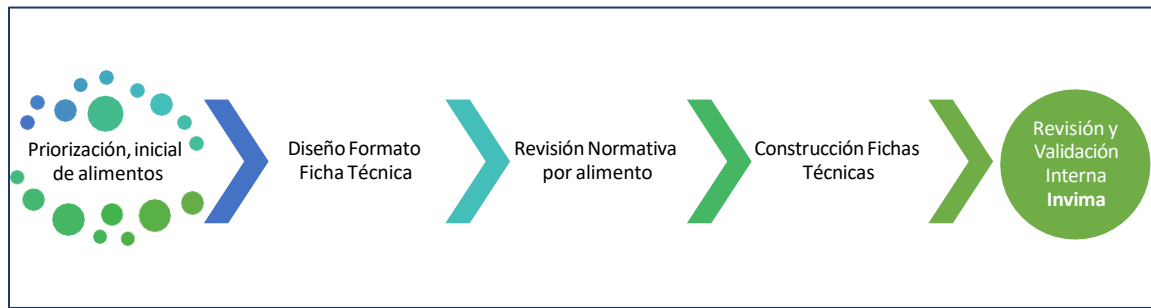 Priorización, inicial
de alimentos
Diseño Formato
Ficha Técnica
Revisión Normativa
por alimento
Construcción Fichas
Técnicas
Revisión y
Validación
Interna
Invima